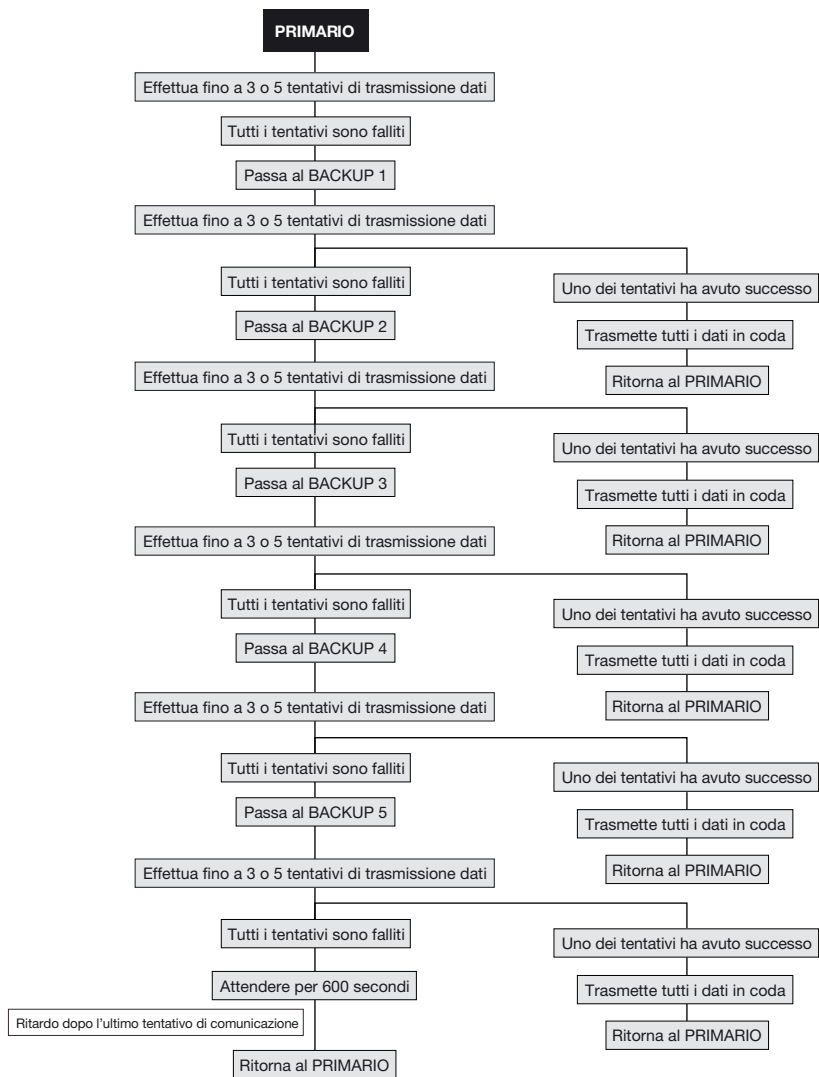 PRIMARIO
Effettua fino a 3 o 5 tentativi di trasmissione dati
Tutti i tentativi sono falliti
Passa al BACKUP 1
Effettua fino a 3 o 5 tentativi di trasmissione dati
Tutti i tentativi sono falliti
Uno dei tentativi ha avuto successo
Passa al BACKUP 2
Trasmette tutti i dati in coda
Effettua fino a 3 o 5 tentativi di trasmissione dati
Ritorna al PRIMARIO
Tutti i tentativi sono falliti
Uno dei tentativi ha avuto successo
Passa al BACKUP 3
Trasmette tutti i dati in coda
Effettua fino a 3 o 5 tentativi di trasmissione dati
Ritorna al PRIMARIO
Tutti i tentativi sono falliti
Uno dei tentativi ha avuto successo
Passa al BACKUP 4
Trasmette tutti i dati in coda
Effettua fino a 3 o 5 tentativi di trasmissione dati
Ritorna al PRIMARIO
Tutti i tentativi sono falliti
Uno dei tentativi ha avuto successo
Passa al BACKUP 5
Trasmette tutti i dati in coda
Effettua fino a 3 o 5 tentativi di trasmissione dati
Ritorna al PRIMARIO
Tutti i tentativi sono falliti
Uno dei tentativi ha avuto successo
Attendere per 600 secondi
Trasmette tutti i dati in coda
Ritardo dopo l'ultimo tentativo di comunicazione
Ritorna al PRIMARIO
Ritorna al PRIMARIO